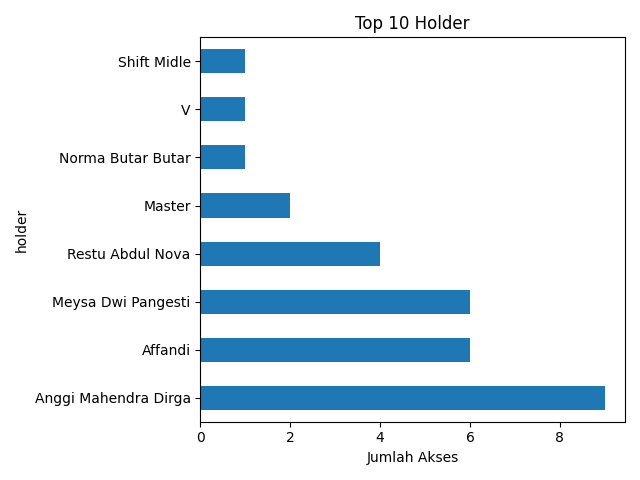 Top 10 Holder
Shift Midle
V
Norma Butar Butar
Master
Restu Abdul Nova
Meysa Dwi Pangesti
Affandi
Anggi Mahendra Dirga
holder
0 2 4 6 8
Jumlah Akses